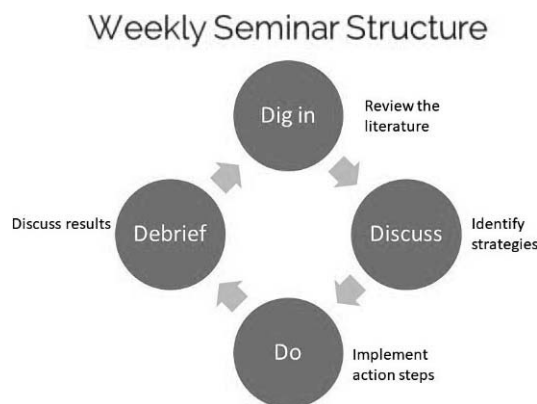 Weekly Seminar Structure
Dig in
Review the
literature
Discuss
Identify
strategies
Do
Implement
action steps
Debrief
Discuss results